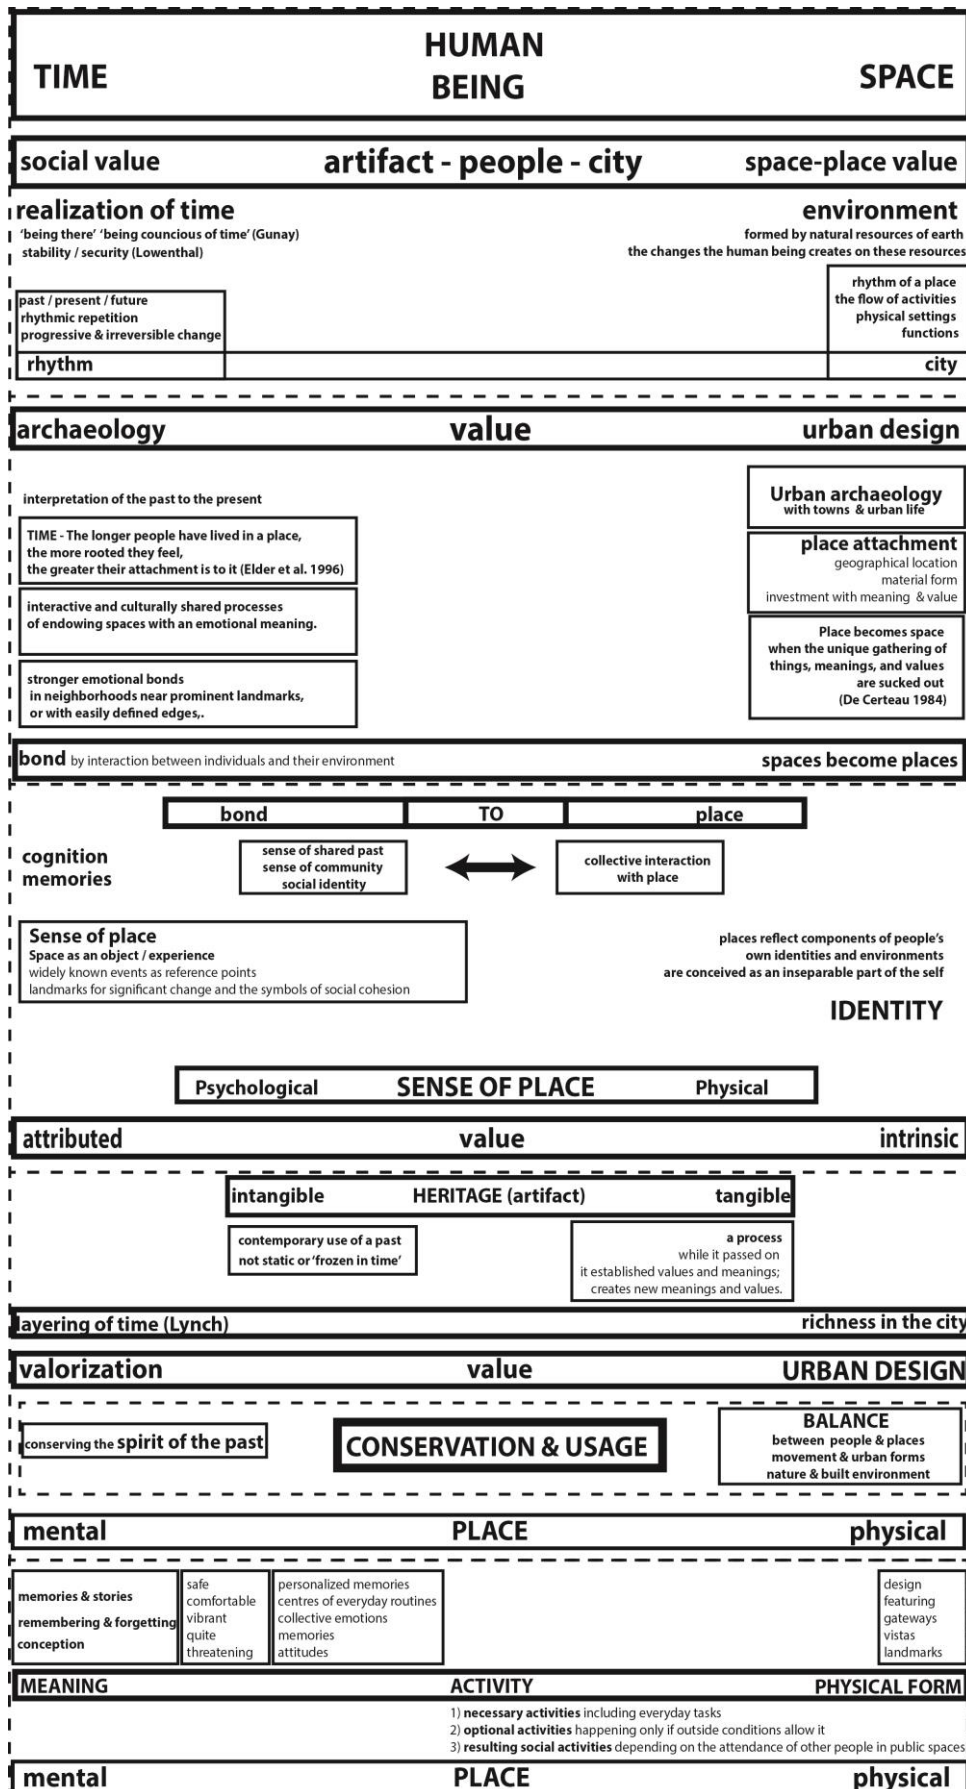 HUMAN
BEING
TIME
SPACE
social value
artifact - people - city
space-place value
realization of time
‘being there’ ‘being councious of time’ (Gunay)
stability / security (Lowenthal)
environment
formed by natural resources of earth
the changes the human being creates on these resources
past / present / future
rhythmic repetition
progressive & irreversible change
rhythm
rhythm of a place
the flow of activities
physical settings
functions
city
archaeology
value
urban design
interpretation of the past to the present
TIME - The longer people have lived in a place,
the more rooted they feel,
the greater their attachment is to it (Elder et al. 1996)
interactive and culturally shared processes
of endowing spaces with an emotional meaning.
stronger emotional bonds
in neighborhoods near prominent landmarks,
or with easily defined edges,.
Urban archaeology
with towns & urban life
place attachment
geographical location
material form
investment with meaning & value
Place becomes space
when the unique gathering of
things, meanings, and values
are sucked out
(De Certeau 1984)
bond by interaction between individuals and their environment
spaces become places
bond
TO
place
cognition
memories
sense of shared past
sense of community
social identity
collective interaction
with place
Sense of place
Space as an object / experience
widely known events as reference points
landmarks for significant change and the symbols of social cohesion
places reflect components of people’s
own identities and environments
are conceived as an inseparable part of the self
IDENTITY
Psychological
SENSE OF PLACE
Physical
attributed
value
intrinsic
intangible
HERITAGE (artifact)
tangible
contemporary use of a past
not static or ‘frozen in time’
a process
while it passed on
it established values and meanings;
creates new meanings and values.
layering of time (Lynch)
richness in the city
valorization
value
URBAN DESIGN
conserving the spirit of the past
CONSERVATION & USAGE
BALANCE
between people & places
movement & urban forms
nature & built environment
mental
PLACE
physical
memories & stories
remembering & forgetting
conception
safe
comfortable
vibrant
quite
threatening
personalized memories
centres of everyday routines
collective emotions
memories
attitudes
design
featuring
gateways
vistas
landmarks
MEANING
ACTIVITY
PHYSICAL FORM
1) necessary activities including everyday tasks
2) optional activities happening only if outside conditions allow it
3) resulting social activities depending on the attendance of other people in public spaces
mental
PLACE
physical